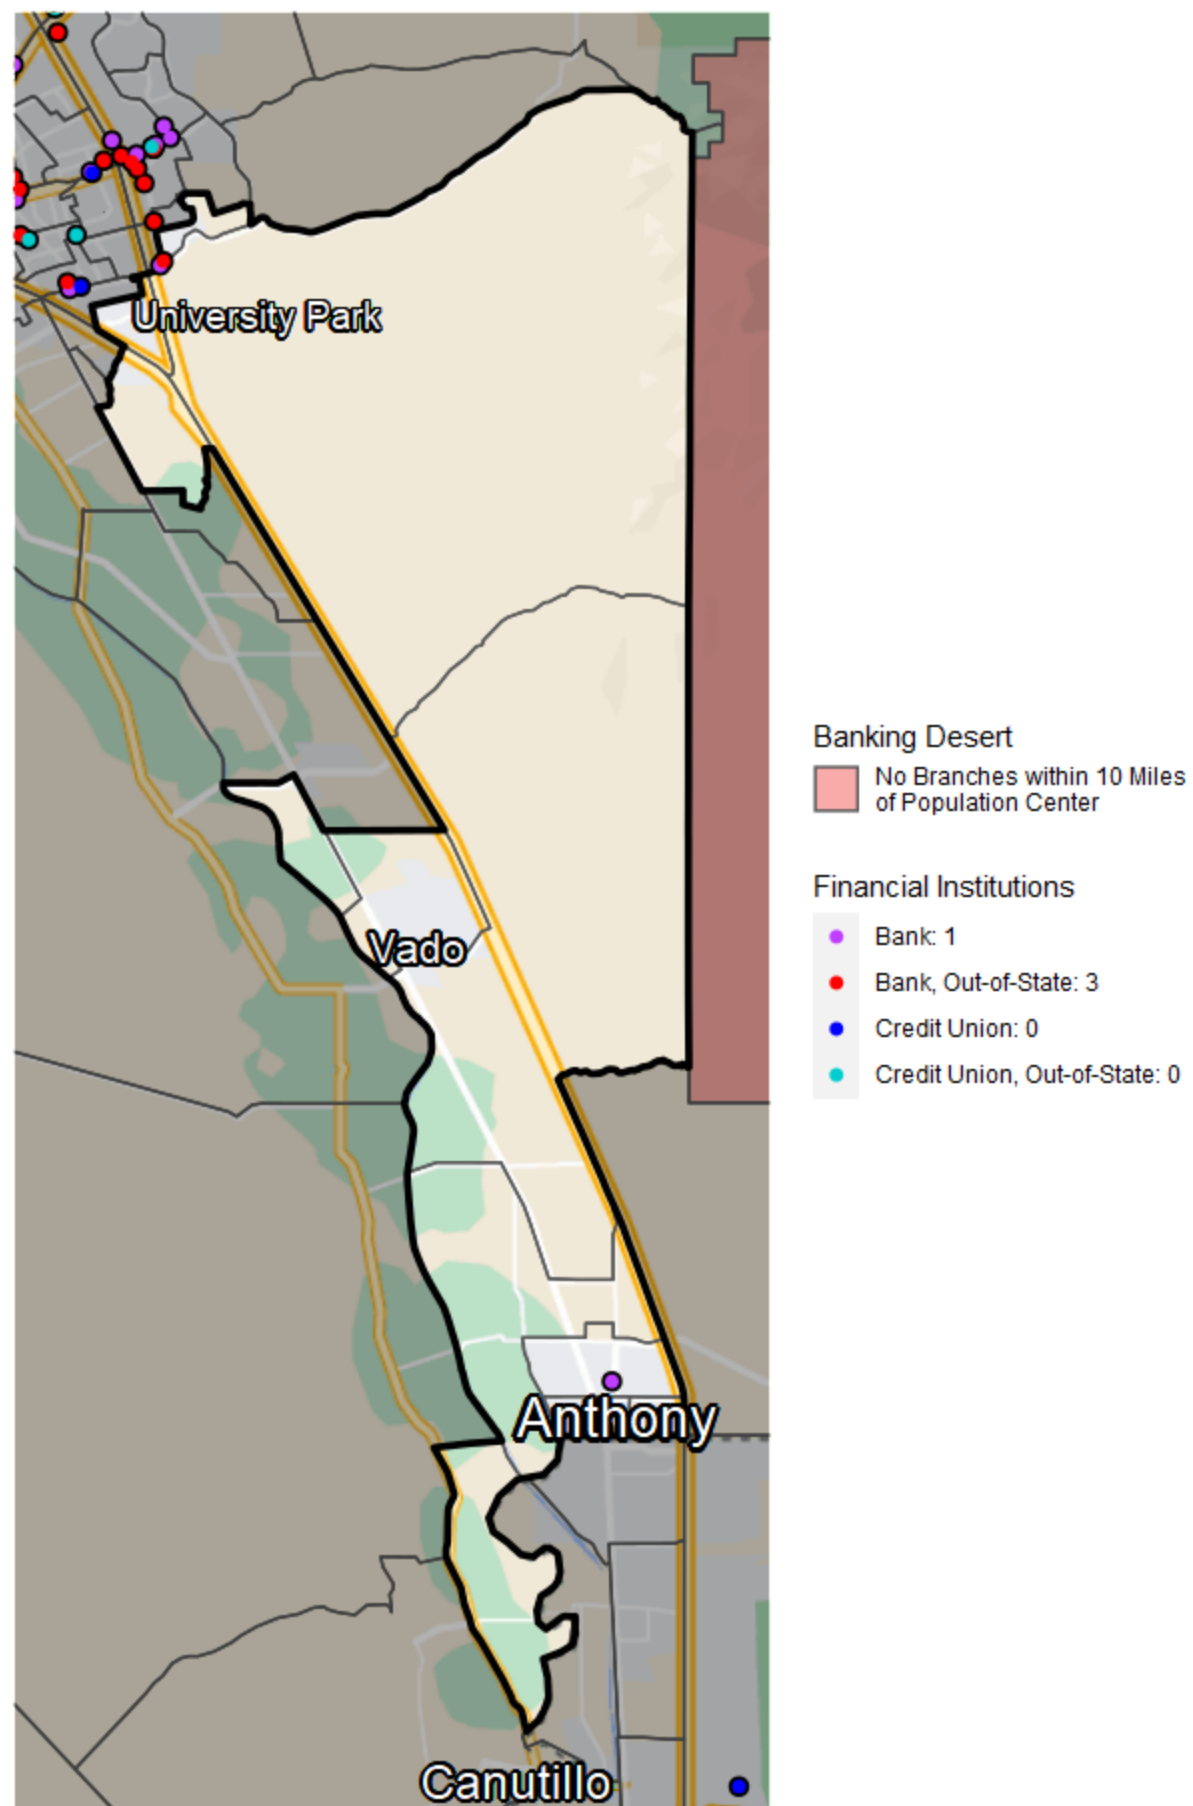 University Park
Vado
Anthony
Canutillo
Banking Desert
No Branches within 10 Miles
of Population Center
Financial Institutions
Bank: 1
Bank, Out-of-State: 3
Credit Union: 0
Credit Union, Out-of-State: 0